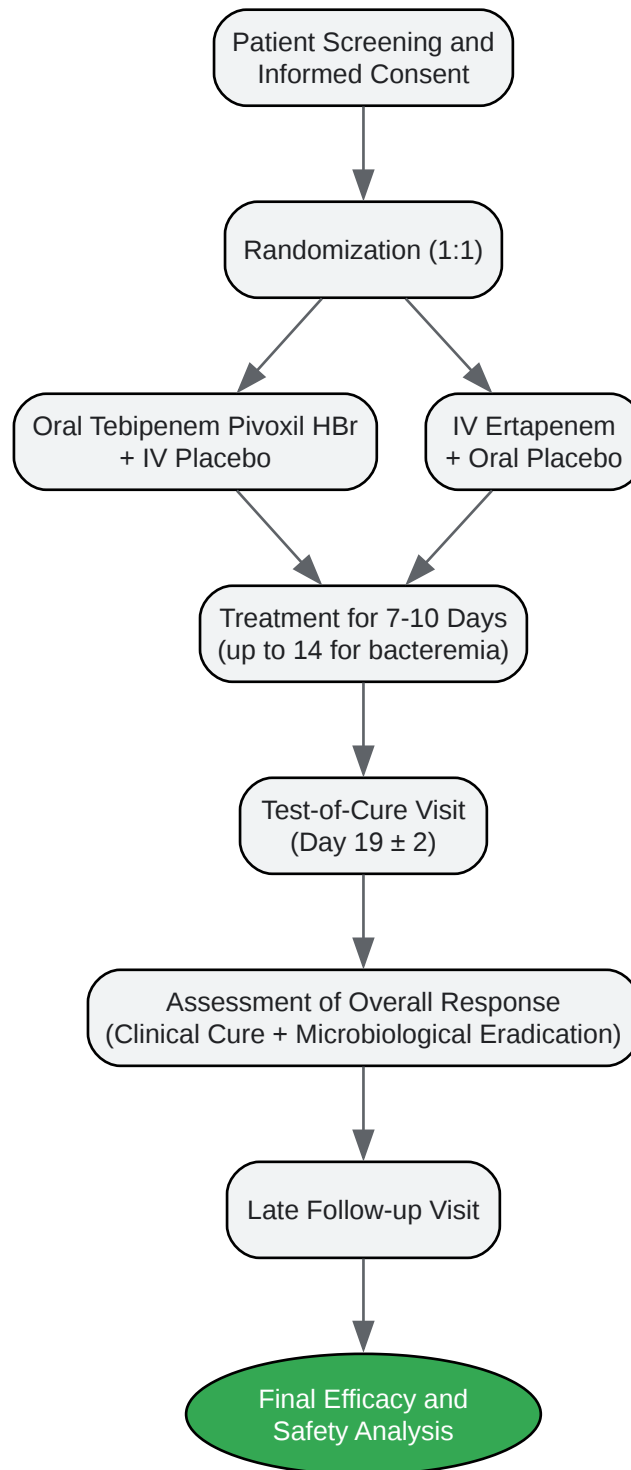 Patient Screening and
Informed Consent
Randomization (1:1)
Oral Tebipenem Pivoxil HBr
+ IV Placebo
IV Ertapenem
+ Oral Placebo
Treatment for 7-10 Days
(up to 14 for bacteremia)
Test-of-Cure Visit
(Day 19 ± 2)
Assessment of Overall Response
(Clinical Cure + Microbiological Eradication)
Late Follow-up Visit
Final Efficacy and
Safety Analysis